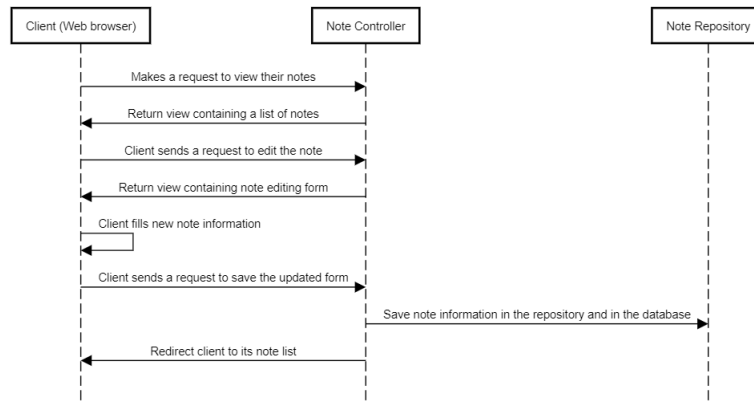 Client (Web browser)
Note Controller
Note Repository
Makes a request to view their notes
Return view containing a list of notes
Client sends a request to edit the note
Return view containing note editing form
Client fills new note information
Client sends a request to save the updated form
Save note information in the repository and in the database
Redirect client to its note list